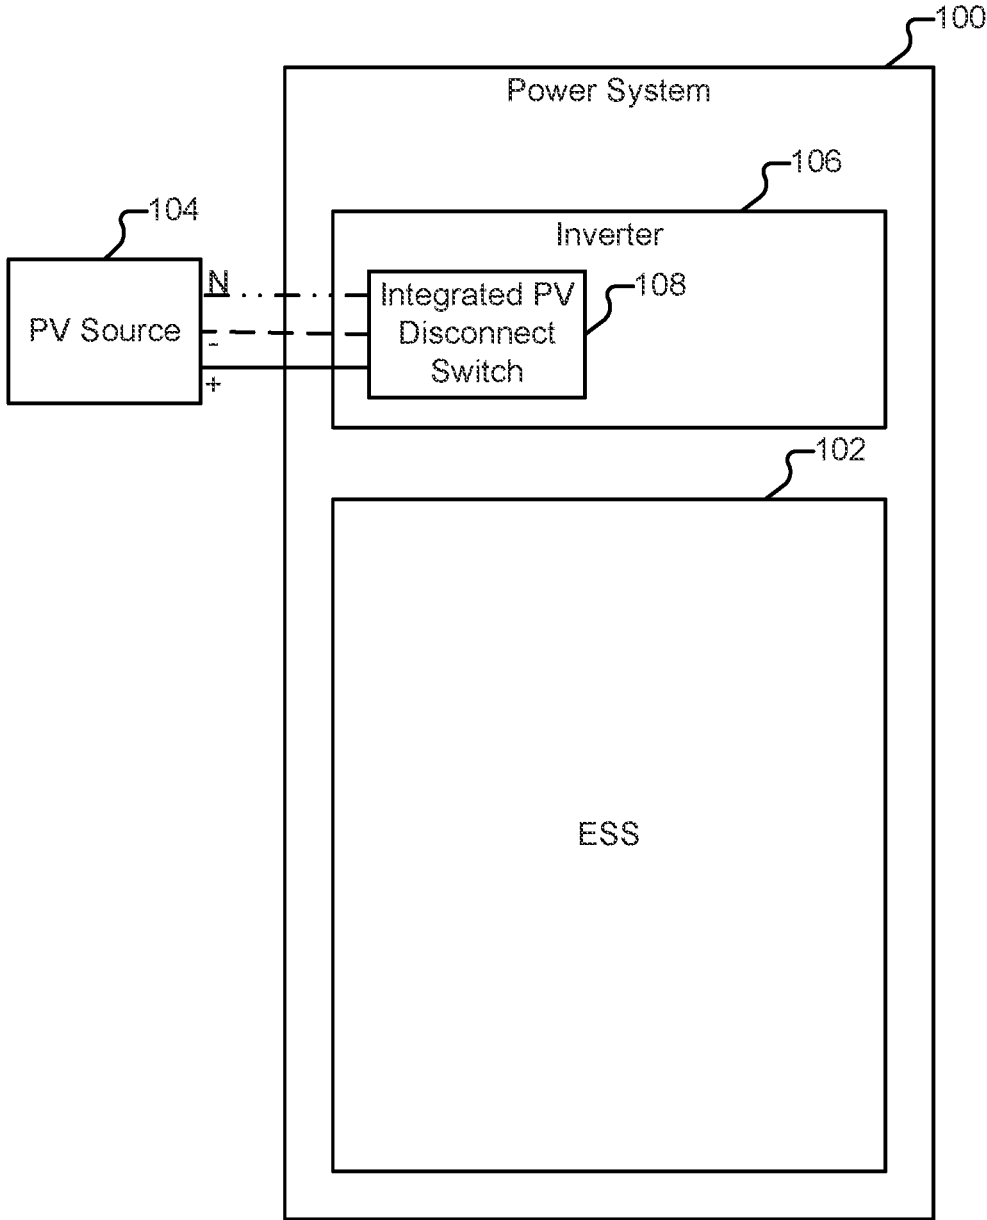 100
Power System
106
104
Inverter
N
Integrated PV
108
PV Source
Disconnect
-
Switch
+
102
ESS